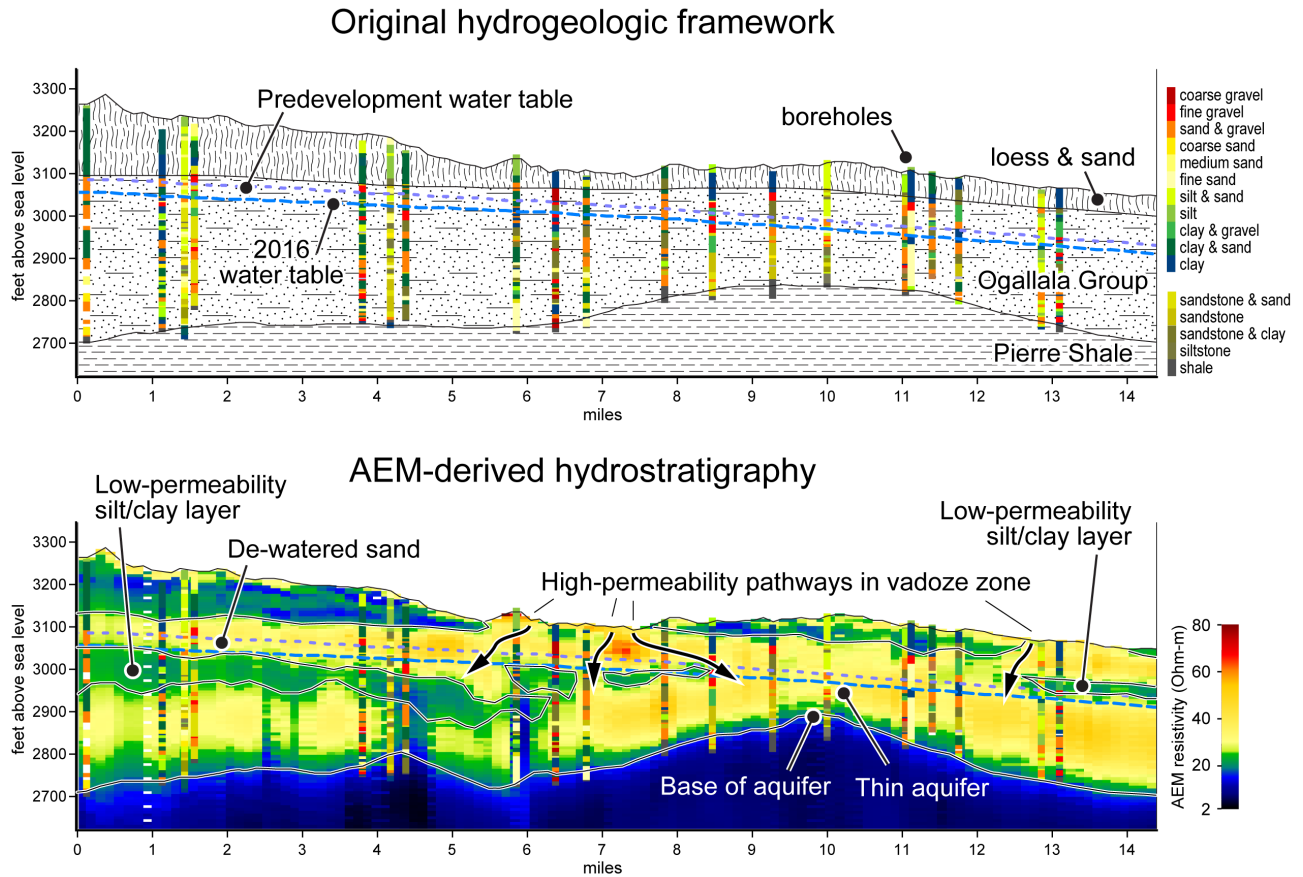 Original hydrogeologic framework
3300
3200
3100
3000
2900
2800
2700
feet above sea level
Predevelopment water table
boreholes
loess & sand
2016
water table
Ogallala Group
Pierre Shale
0 1 2 3 4 5 6 7 8 9 10 11 12 13 14
miles
coarse gravel
fine gravel
sand & gravel
coarse sand
medium sand
fine sand
silt & sand
silt
clay & gravel
clay & sand
clay
sandstone & sand
sandstone
sandstone & clay
siltstone
shale
AEM-derived hydrostratigraphy
Low-permeability
silt/clay layer
De-watered sand
High-permeability pathways in vadoze zone
Low-permeability
silt/clay layer
3300
3200
3100
3000
2900
2800
2700
feet above sea level
Base of aquifer
Thin aquifer
0 1 2 3 4 5 6 7 8 9 10 11 12 13 14
miles
AEM resistivity (Ohm-m)
80
60
40
20
2